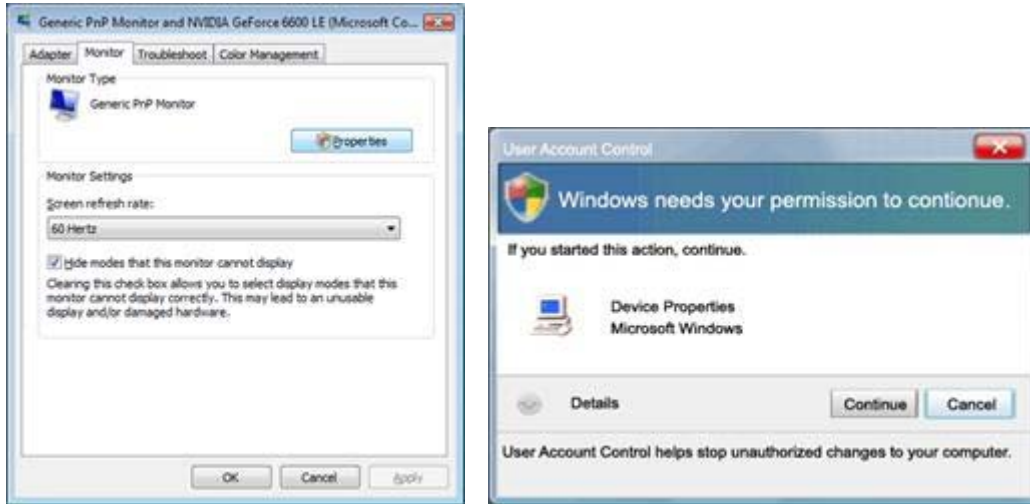 Generic PnP Monitor and NVIDIA GeForce 6600 LE (Microsoft Co...
Adapter Monitor Troubleshoot Color Management
Monitor Type
Generic PnP Monitor
Properties
Monitor Settings
Screen refresh rate:
60 Hertz
Hide modes that this monitor cannot display
Clearing this check box allows you to select display modes that this
monitor cannot display correctly. This may lead to an unusable
display and/or damaged hardware.
OK Cancel Apply
User Account Control
Windows needs your permission to contionue.
If you started this action, continue.
Device Properties
Microsoft Windows
Details Continue Cancel
User Account Control helps stop unauthorized changes to your computer.